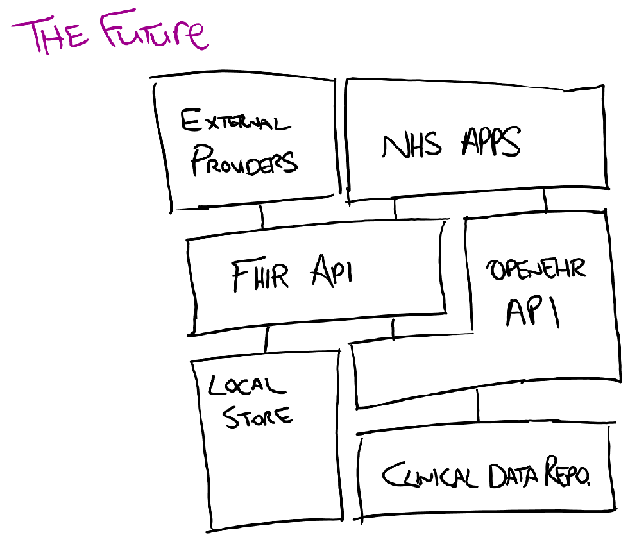 THE FUTURE
EXTERNAL
PROVIDERS
NHS APPS
FHIR API
OPENEHR
API
LOCAL
STORE
CLINICAL DATA REPO.